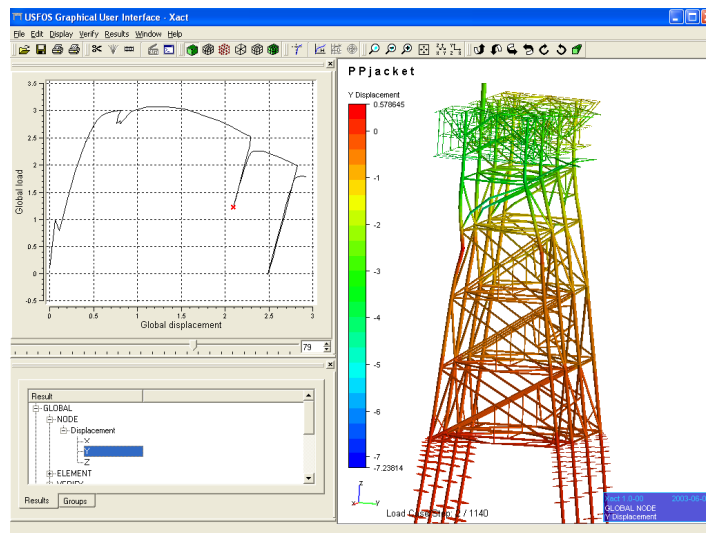 USFOS Graphical User Interface - Xact
File Edit Display Verify Results Window Help
PPjacket
Y Displacement
0.578645
0
-1
-2
-3
-4
-5
-6
-7
-7.23814
3.5
3
2.5
2
1.5
1
0.5
0
-0.5
Global load
0 0.5 1 1.5 2 2.5 3
Global displacement
79
Result
GLOBAL
NODE
Displacement
X
Y
Z
ELEMENT
Results Groups
Z
Y
Load Case
/ 1140
Xact 1.0-00 2003-08-0
GLOBAL NODE
Y Displacement